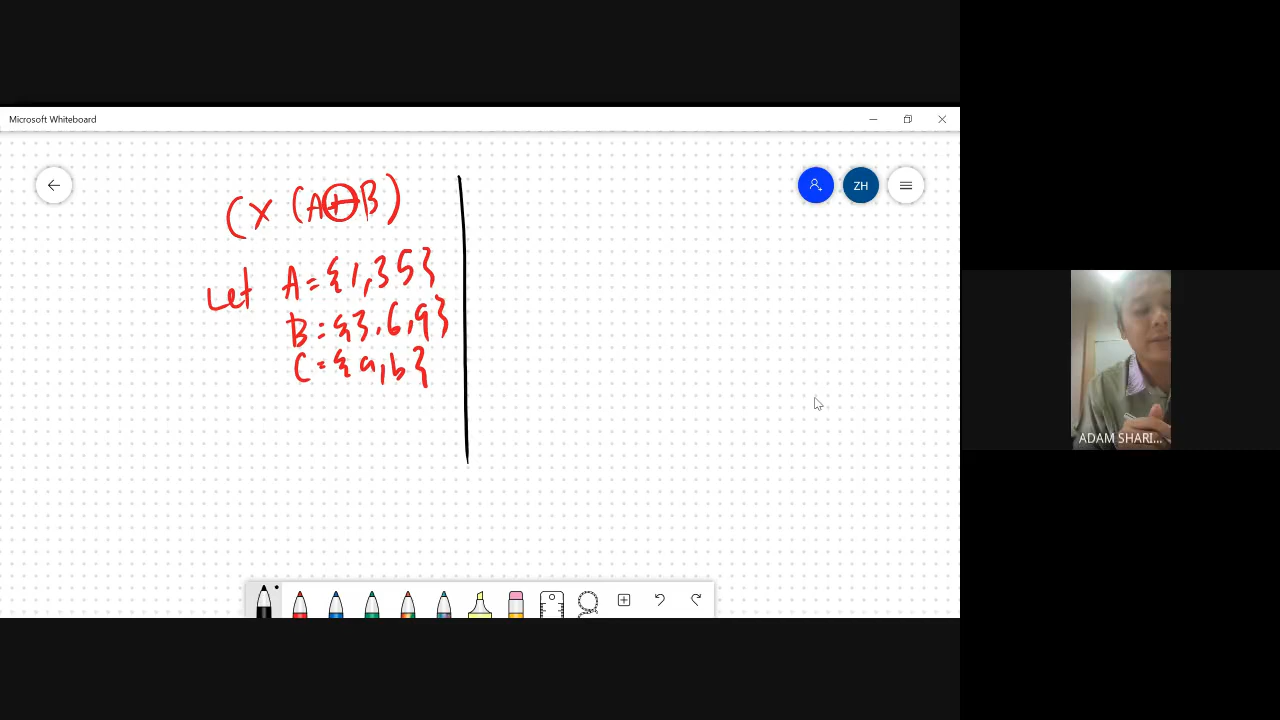 Microsoft Whiteboard
C × (A ⊕ B)
ZH
Let A = {1, 3 5}
B = {3, 6, 9}
C = {a, b}
ADAM SHARI...